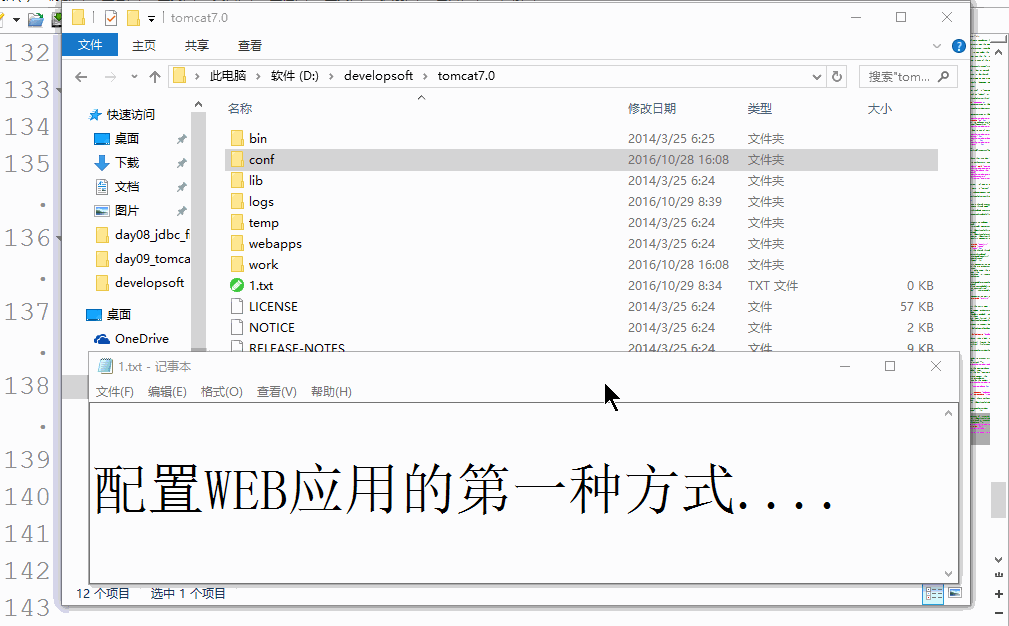 tomcat7.0
文件 主页 共享 查看
此电脑 › 软件 (D:) › developsoft › tomcat7.0
搜索"tom...
名称 修改日期 类型 大小
快速访问
桌面
下载
文档
图片
day08_jdbc_f
day09_tomca
developsoft
桌面
OneDrive
bin 2014/3/25 6:25 文件夹
conf 2016/10/28 16:08 文件夹
lib 2014/3/25 6:24 文件夹
logs 2016/10/29 8:39 文件夹
temp 2014/3/25 6:24 文件夹
webapps 2014/3/25 6:24 文件夹
work 2016/10/28 16:08 文件夹
1.txt 2016/10/29 8:34 TXT 文件 0 KB
LICENSE 2014/3/25 6:24 文件 57 KB
NOTICE 2014/3/25 6:24 文件 2 KB
RELEASE-NOTES 2014/3/25 6:24 文件 9 KB
1.txt - 记事本
文件(F) 编辑(E) 格式(O) 查看(V) 帮助(H)
配置WEB应用的第一种方式....
12 个项目 选中 1 个项目
132
133
134
135
136
137
138
139
140
141
142
143